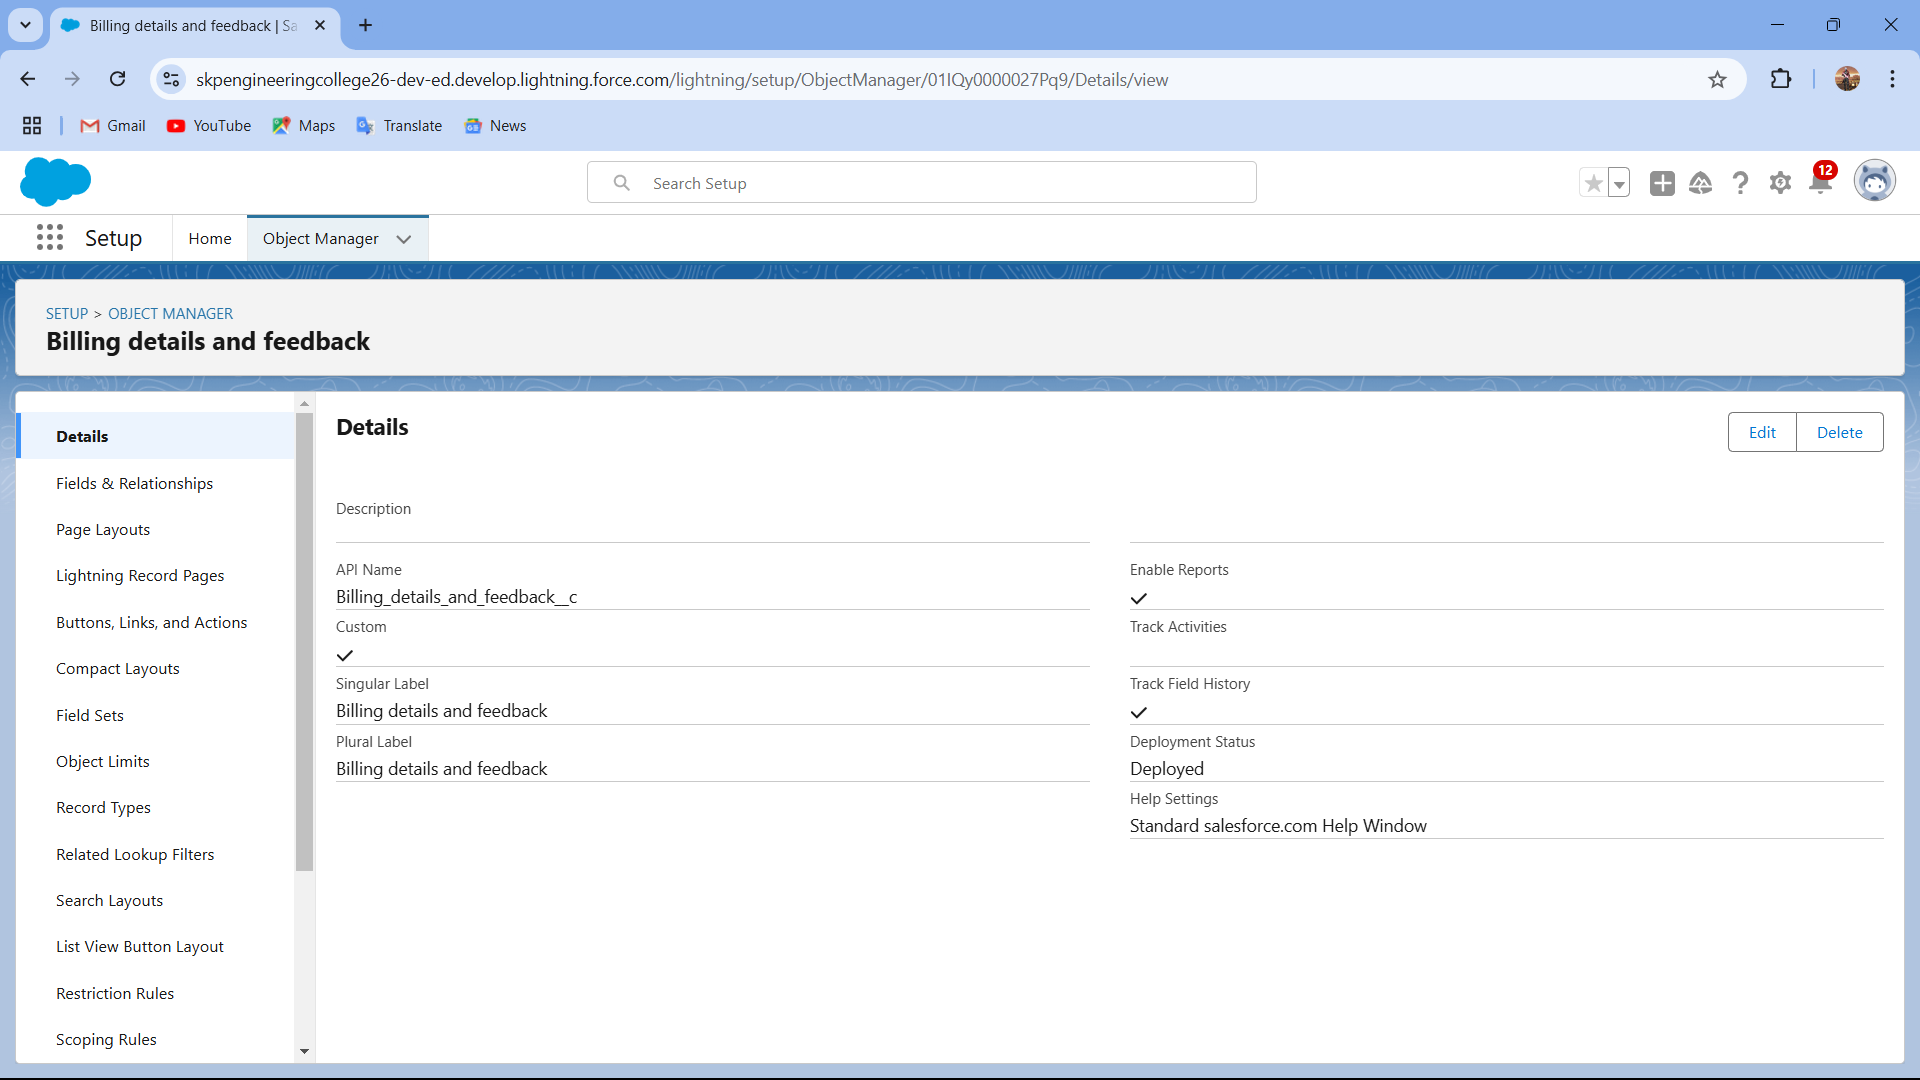 Billing details and feedback | Sa
skpengineeringcollege26-dev-ed.develop.lightning.force.com/lightning/setup/ObjectManager/01IQy0000027Pq9/Details/view
Gmail
YouTube
Maps
Translate
News
Search Setup
12
Setup
Home
Object Manager
SETUP > OBJECT MANAGER
Billing details and feedback
Details
Fields & Relationships
Page Layouts
Lightning Record Pages
Buttons, Links, and Actions
Compact Layouts
Field Sets
Object Limits
Record Types
Related Lookup Filters
Search Layouts
List View Button Layout
Restriction Rules
Scoping Rules
Details
Edit
Delete
Description
API Name
Billing_details_and_feedback__c
Custom
Singular Label
Billing details and feedback
Plural Label
Billing details and feedback
Enable Reports
Track Activities
Track Field History
Deployment Status
Deployed
Help Settings
Standard salesforce.com Help Window